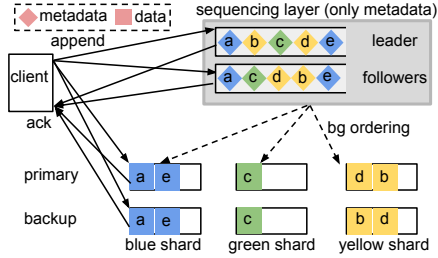 metadata data
sequencing layer (only metadata)
append
a b c d e leader
client
a c d b e followers
ack
bg ordering
primary a e c d b
backup a e c b d
blue shard green shard yellow shard